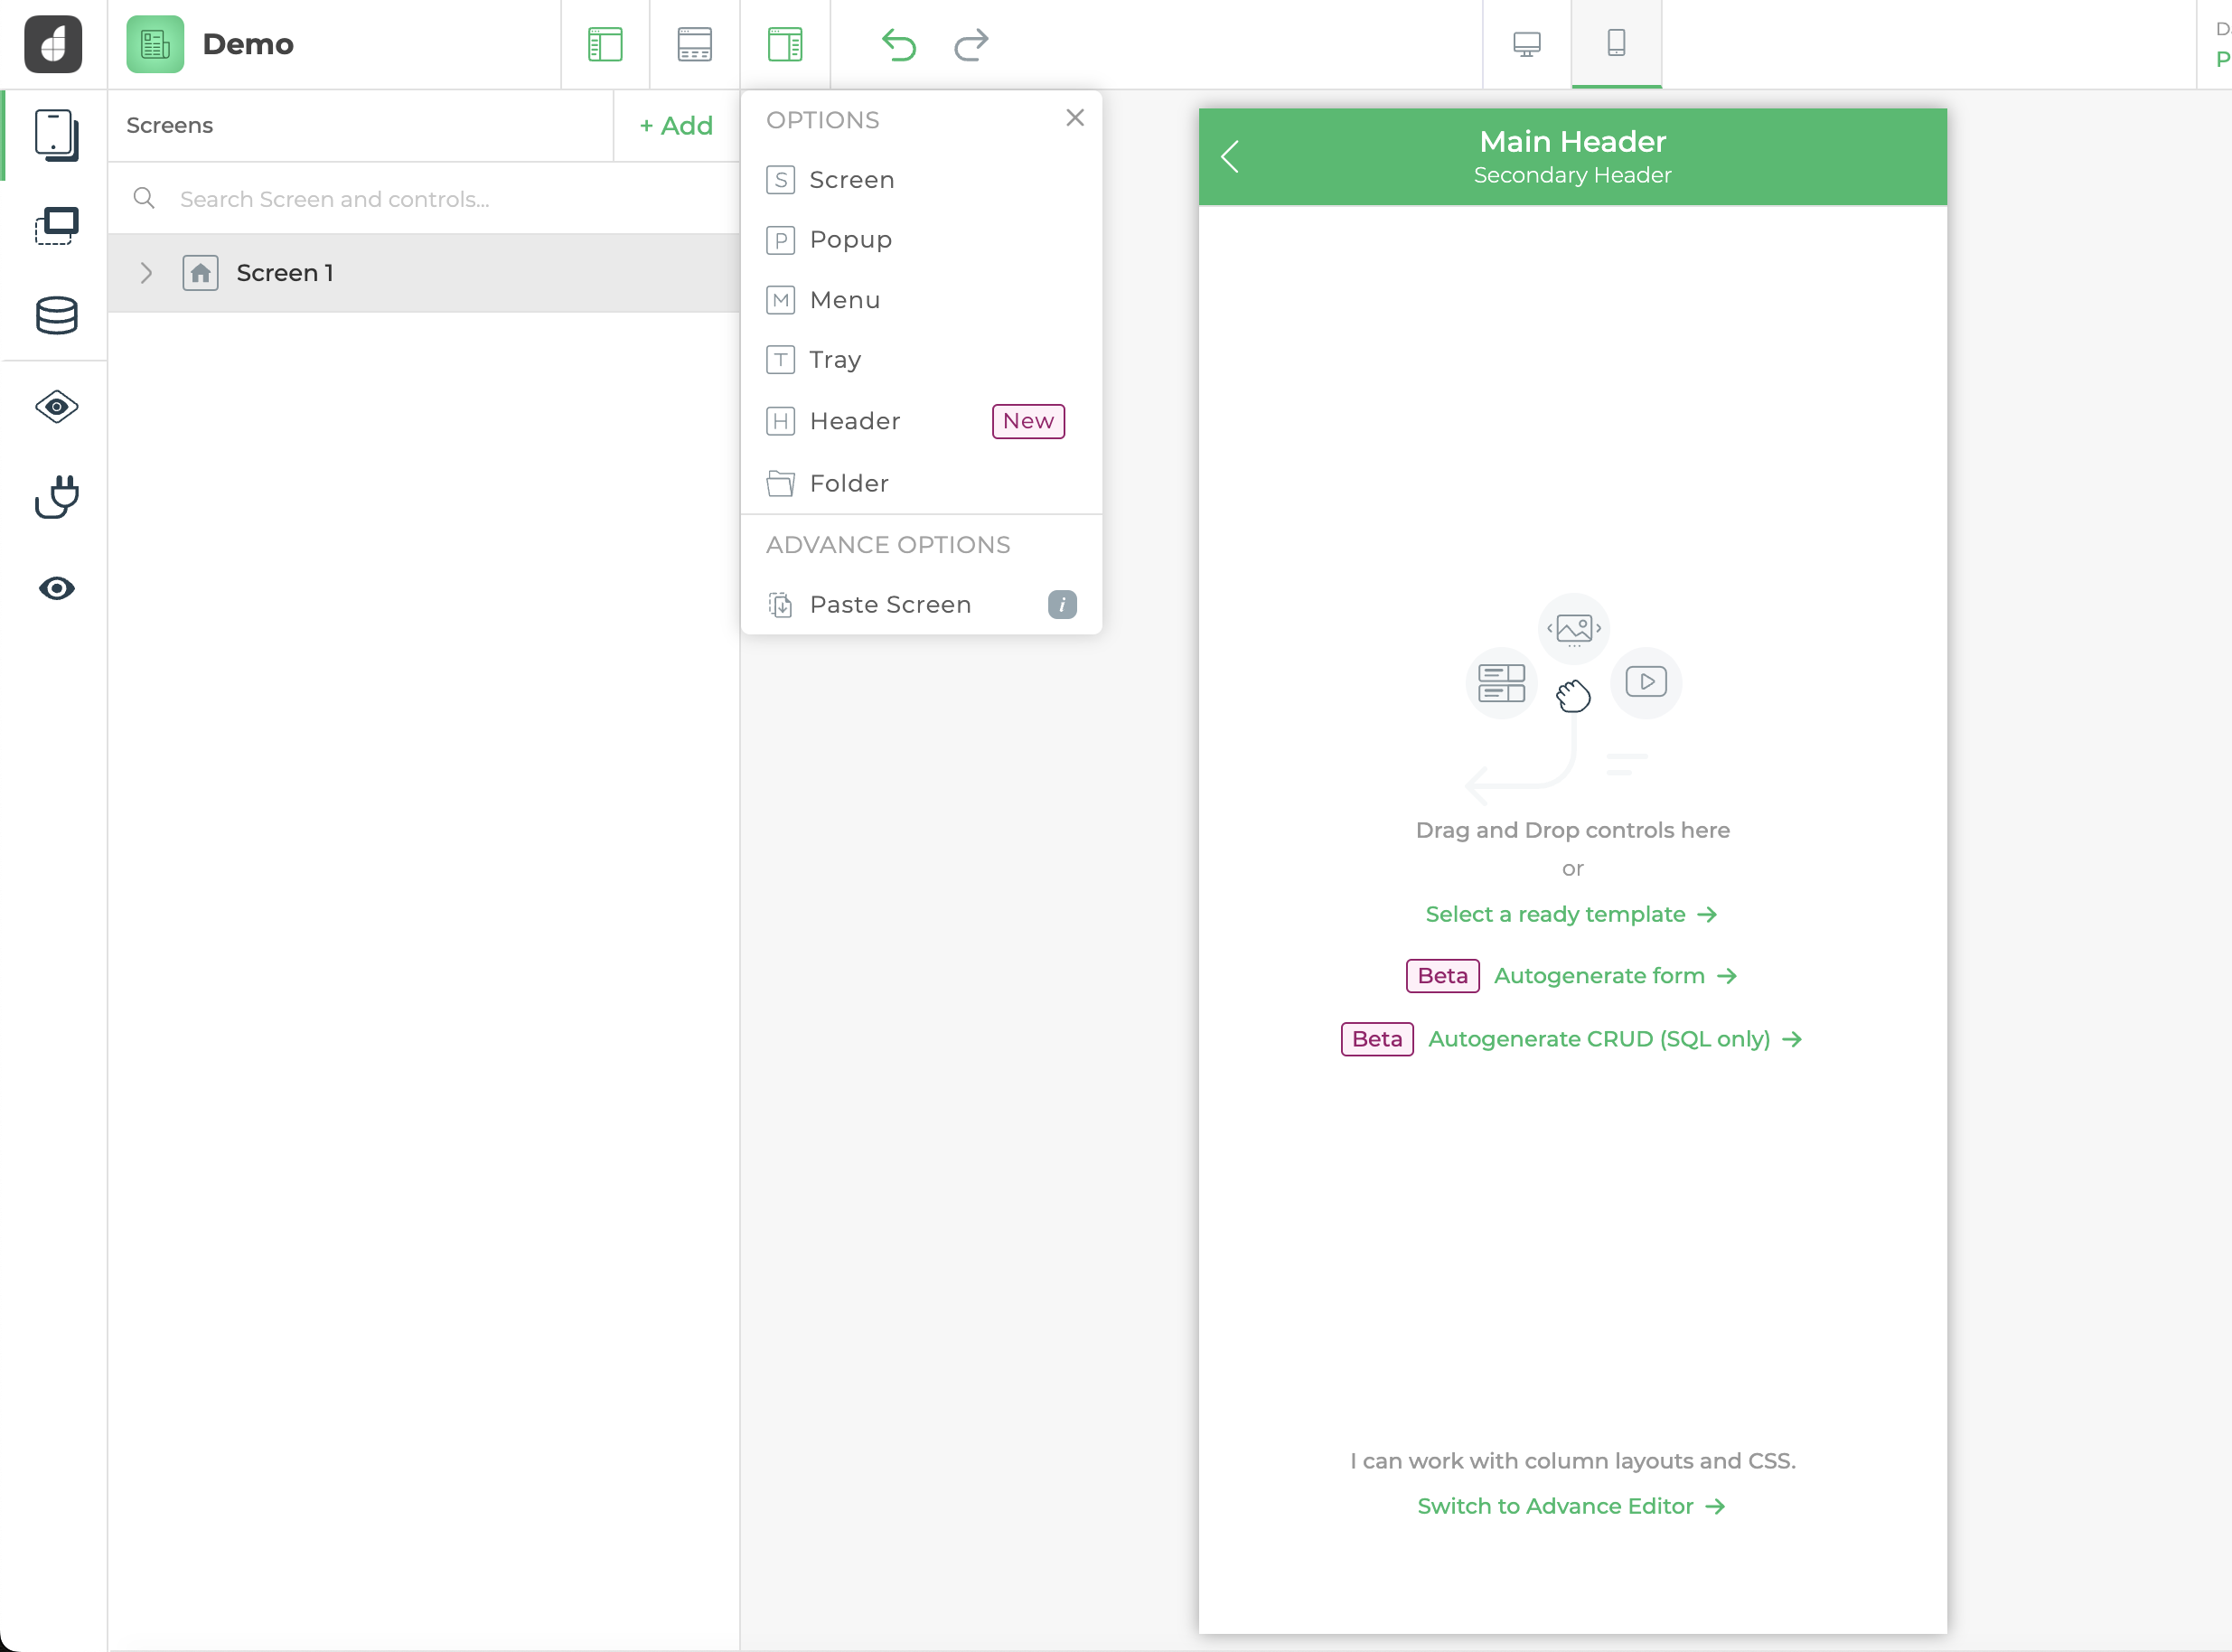 Demo
Screens
+ Add
Search Screen and controls...
Screen 1
OPTIONS
S Screen
P Popup
M Menu
T Tray
H Header New
Folder
ADVANCE OPTIONS
Paste Screen i
Main Header
Secondary Header
Drag and Drop controls here
or
Select a ready template →
Beta Autogenerate form →
Beta Autogenerate CRUD (SQL only) →
I can work with column layouts and CSS.
Switch to Advance Editor →